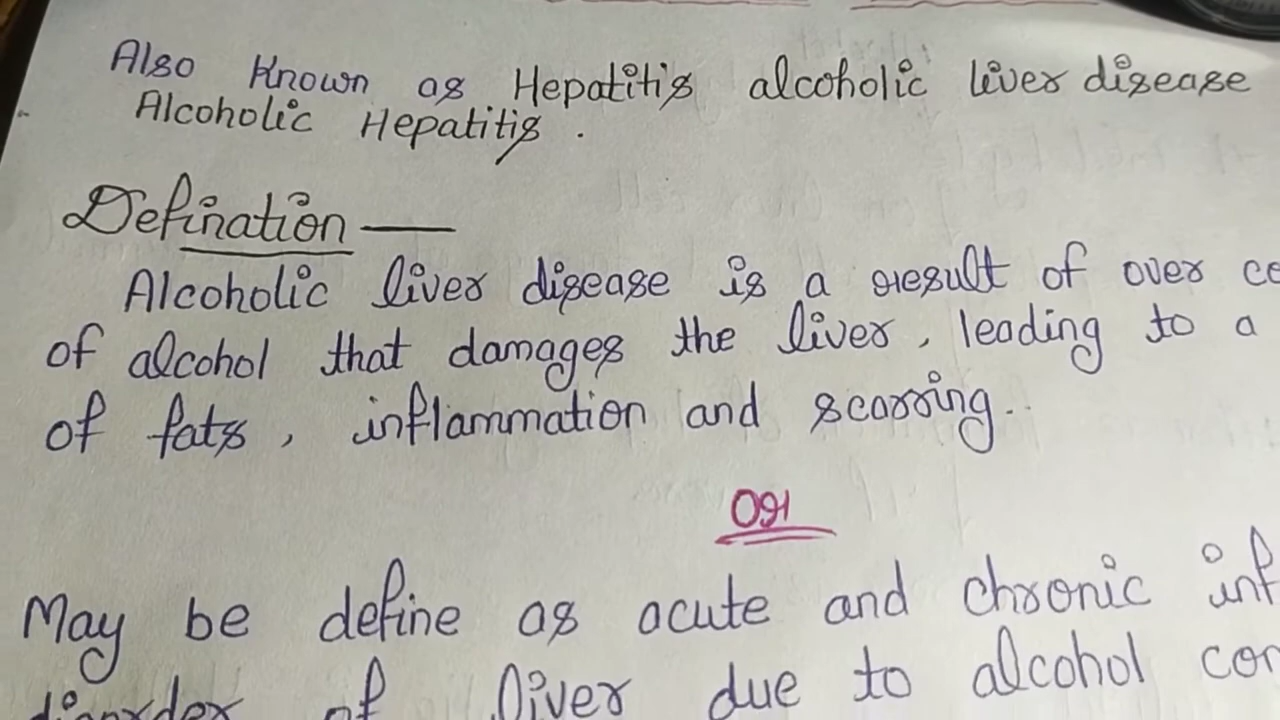 Also Known as Hepatitis alcoholic liver disease
Alcoholic Hepatitis .
Defination —
Alcoholic liver disease is a result of over
of alcohol that damages the liver , leading to a
of fats , inflammation and scarring..
OR
May be define as acute and chronic
disorder of liver due to alcohol